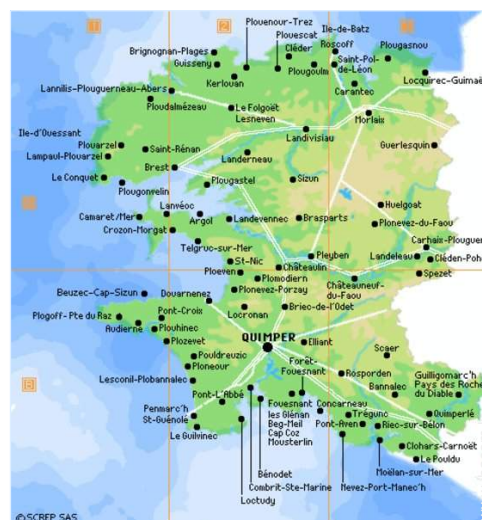 Plouenour-Trez
Ile-de-Batz
Brignogan-Plages
Plouescat
Cléder
Roscoff
Plougasnou
Guisseny
Saint-Pol-
de-Léon
Kerlouan
Plougoulm
Locquirec-Guimaë
Lannilis-Plouguerneau-Abers
Carantec
Ploudalmézeau
Le Folgoët
Lesneven
Morlaix
Ile-d'Ouessant
Landivisiau
Plouarzel
Saint-Rénan
Guerlesquin
Lampaul-Plouarzel
Landerneau
Brest
Le Conquet
Plougastel
Sizun
Plougonvelin
Huelgoat
Lanvéoc
Camaret/Mer
Argol
Landevennec
Brasparts
Plonevez-du-Faou
Crozon-Morgat
Telgruc-sur-Mer
Carhaix-Plouguer
Pleyben
Landeleau
Cléden-Poh
St-Nic
Châteaulin
Ploeven
Spezet
Plomodiern
Châteauneuf-
du-Faou
Beuzec-Cap-Sizun
Douarnenez
Plonevez-Porzay
Plogoff-Pte du Raz
Pont-Croix
Locronan
Briec-de-l'Odet
Audierne
Plouhinec
QUIMPER
Plozevet
Elliant
Scaer
Pouldreuzic
Forêt-
Fouesnant
Ploneour
Rosporden
Guilligomarc'h
Pays des Roche
du Diable
Lesconil-Plobannalec
Bannalec
Pont-L'Abbé
Fouesnant
les Glénan
Beg-Meil
Cap Coz
Mousterlin
Concarneau
Penmarc'h
St-Guénolé
Trégunc
Quimperlé
Pont-Aven
Riec-sur-Bélon
Le Guilvinec
Clohars-Carnoët
Le Pouldu
Bénodet
Moëlan-sur-Mer
Combrit-Ste-Marine
Nevez-Port-Manec'h
Loctudy
©SCREP SAS